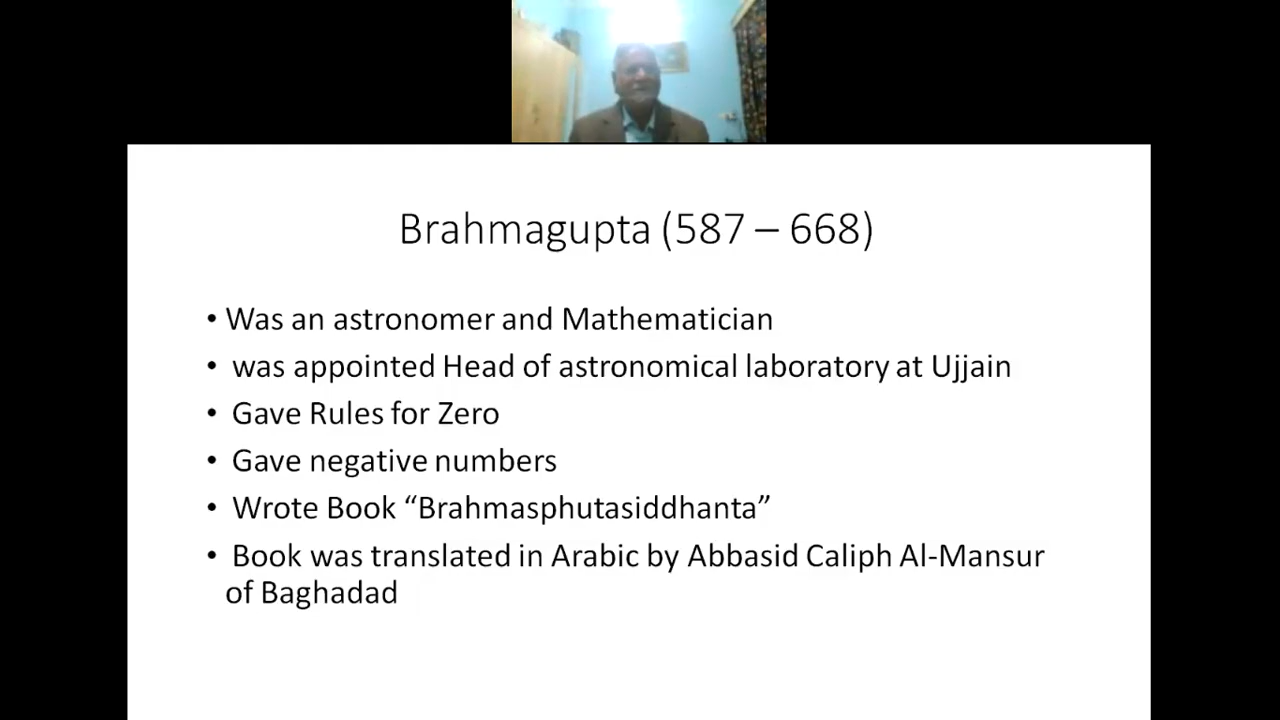 Brahmagupta (587 – 668)
• Was an astronomer and Mathematician
• was appointed Head of astronomical laboratory at Ujjain
• Gave Rules for Zero
• Gave negative numbers
• Wrote Book “Brahmasphutasiddhanta”
• Book was translated in Arabic by Abbasid Caliph Al-Mansur
of Baghadad